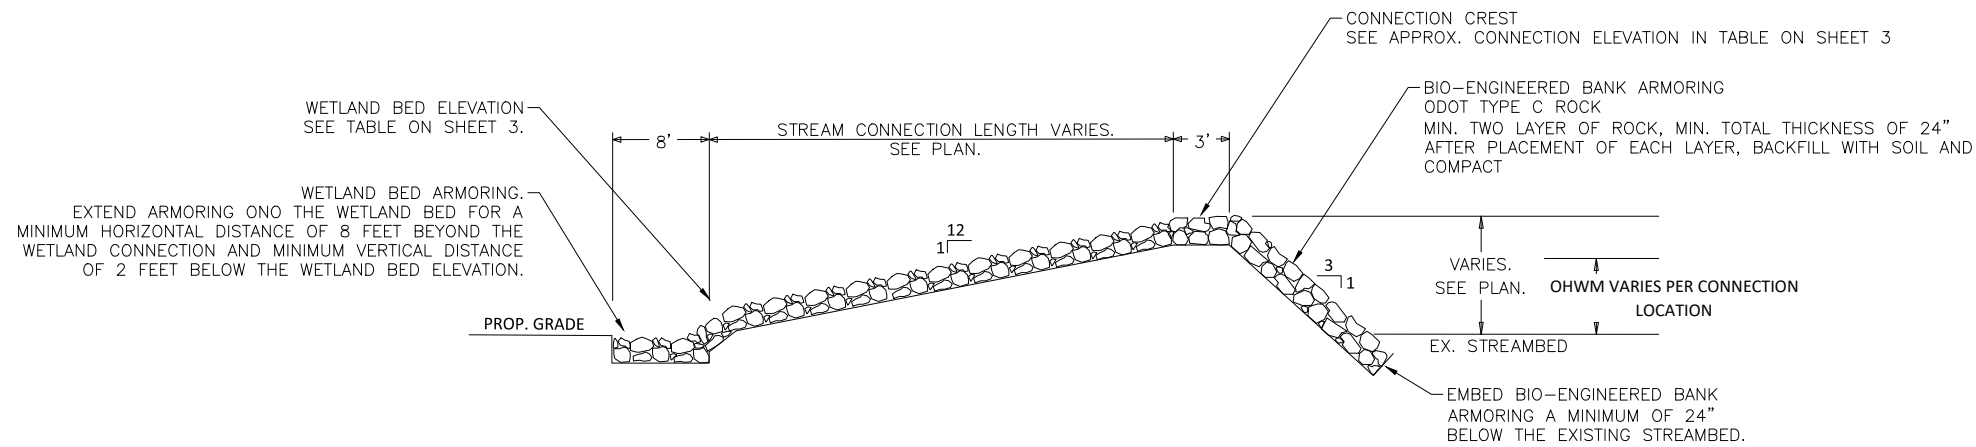 CONNECTION CREST
SEE APPROX. CONNECTION ELEVATION IN TABLE ON SHEET 3
BIO-ENGINEERED BANK ARMORING
ODOT TYPE C ROCK
MIN. TWO LAYER OF ROCK, MIN. TOTAL THICKNESS OF 24"
AFTER PLACEMENT OF EACH LAYER, BACKFILL WITH SOIL AND
COMPACT
WETLAND BED ELEVATION
SEE TABLE ON SHEET 3.
8'
STREAM CONNECTION LENGTH VARIES.
SEE PLAN.
3'
WETLAND BED ARMORING.
EXTEND ARMORING ONO THE WETLAND BED FOR A
MINIMUM HORIZONTAL DISTANCE OF 8 FEET BEYOND THE
WETLAND CONNECTION AND MINIMUM VERTICAL DISTANCE
OF 2 FEET BELOW THE WETLAND BED ELEVATION.
12
1
3
1
VARIES.
SEE PLAN.
OHWM VARIES PER CONNECTION
LOCATION
PROP. GRADE
EX. STREAMBED
EMBED BIO-ENGINEERED BANK
ARMORING A MINIMUM OF 24"
BELOW THE EXISTING STREAMBED.